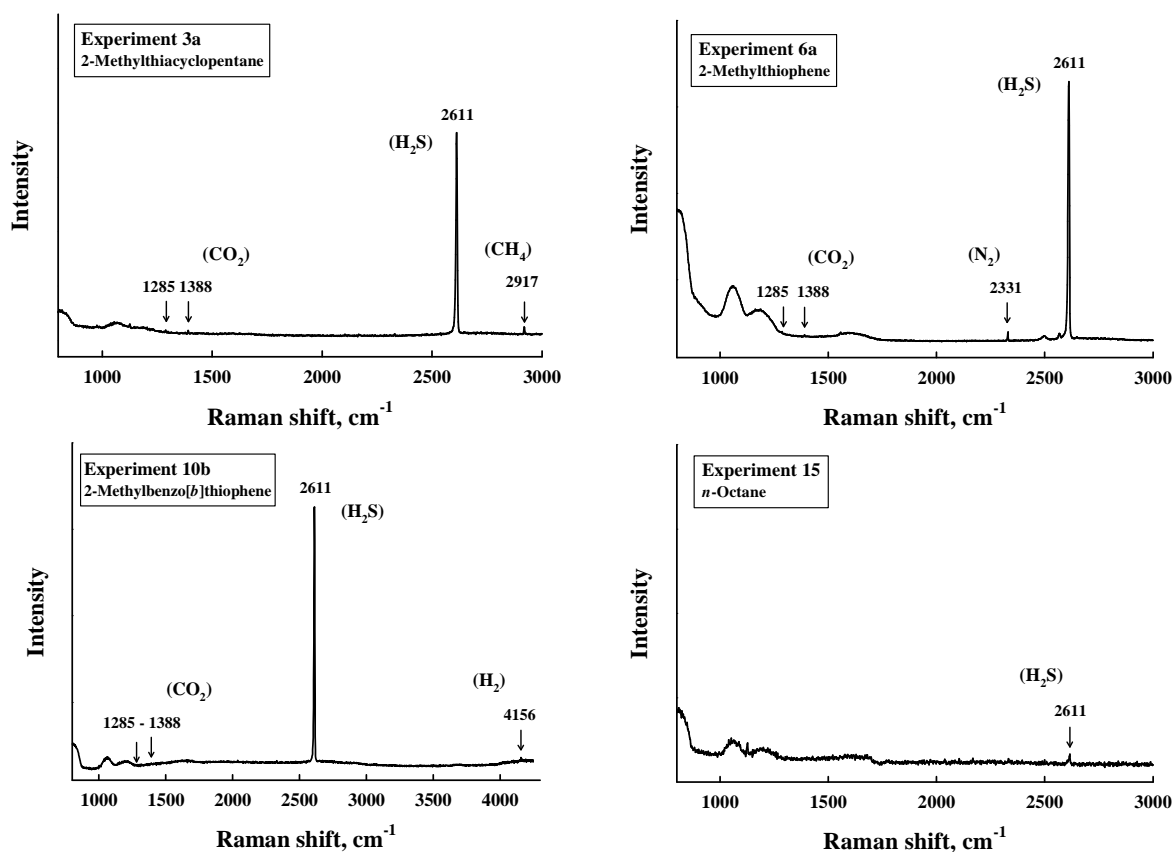 Experiment 3a
2-Methylthiacyclopentane
Intensity
(H₂S)
2611
(CO₂)
1285 1388
(CH₄)
2917
1000 1500 2000 2500 3000
Raman shift, cm⁻¹
Experiment 6a
2-Methylthiophene
Intensity
(H₂S)
2611
(CO₂)
1285 1388
(N₂)
2331
1000 1500 2000 2500 3000
Raman shift, cm⁻¹
Experiment 10b
2-Methylbenzo[b]thiophene
Intensity
2611
(H₂S)
(CO₂)
1285 - 1388
(H₂)
4156
1000 1500 2000 2500 3000 3500 4000
Raman shift, cm⁻¹
Experiment 15
n-Octane
Intensity
(H₂S)
2611
1000 1500 2000 2500 3000
Raman shift, cm⁻¹